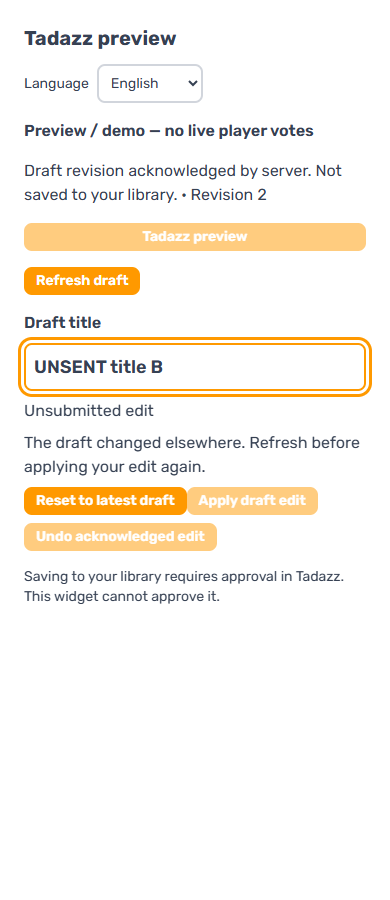 Tadazz preview
Language English
Preview / demo — no live player votes
Draft revision acknowledged by server. Not
saved to your library. • Revision 2
Tadazz preview
Refresh draft
Draft title
UNSENT title B
Unsubmitted edit
The draft changed elsewhere. Refresh before
applying your edit again.
Reset to latest draft Apply draft edit
Undo acknowledged edit
Saving to your library requires approval in Tadazz.
This widget cannot approve it.